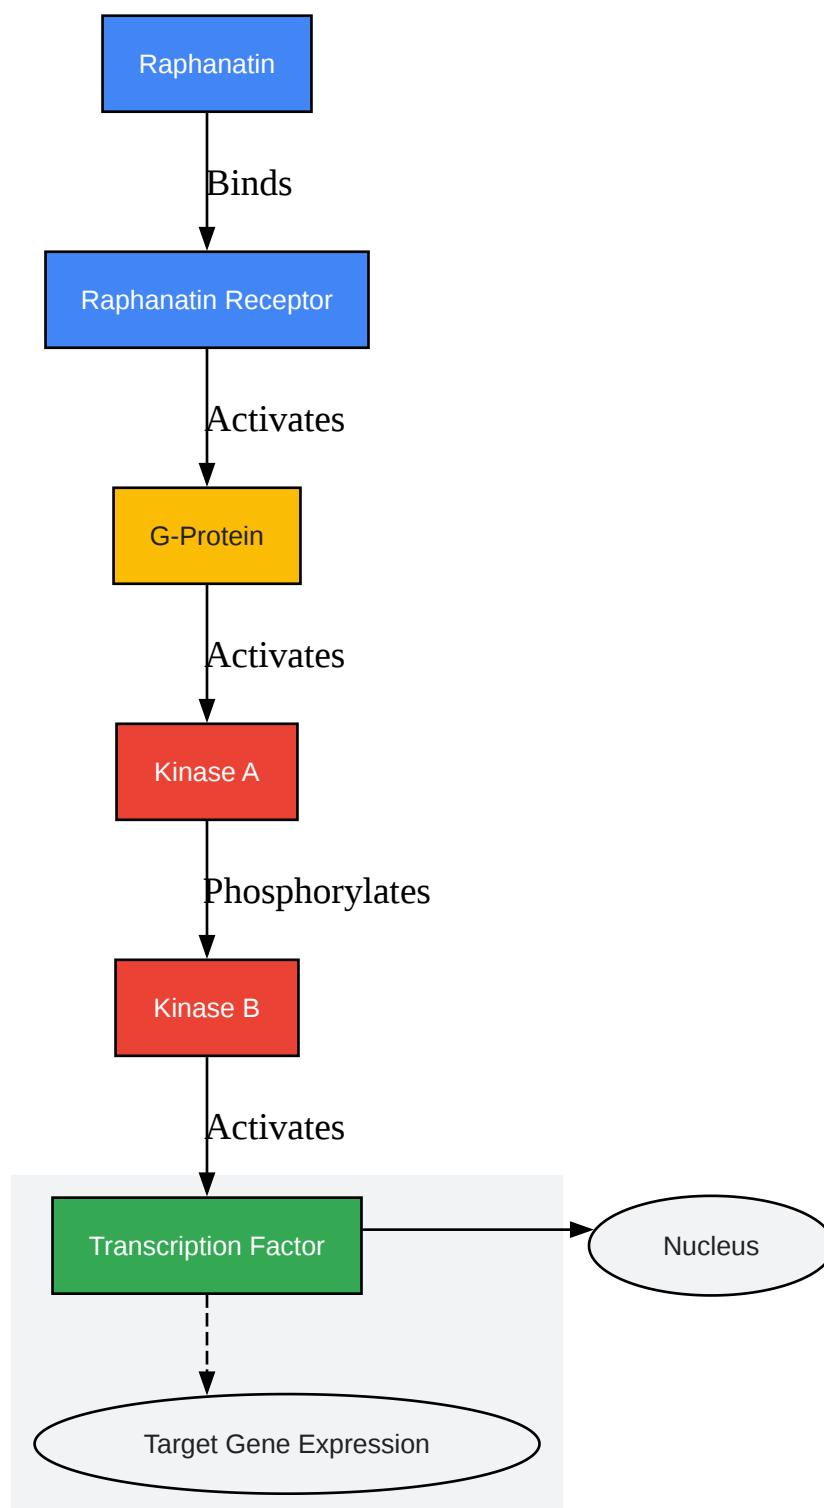 Raphanatin
Binds
Raphanatin Receptor
Activates
G-Protein
Activates
Kinase A
Phosphorylates
Kinase B
Activates
Transcription Factor
Nucleus
Target Gene Expression